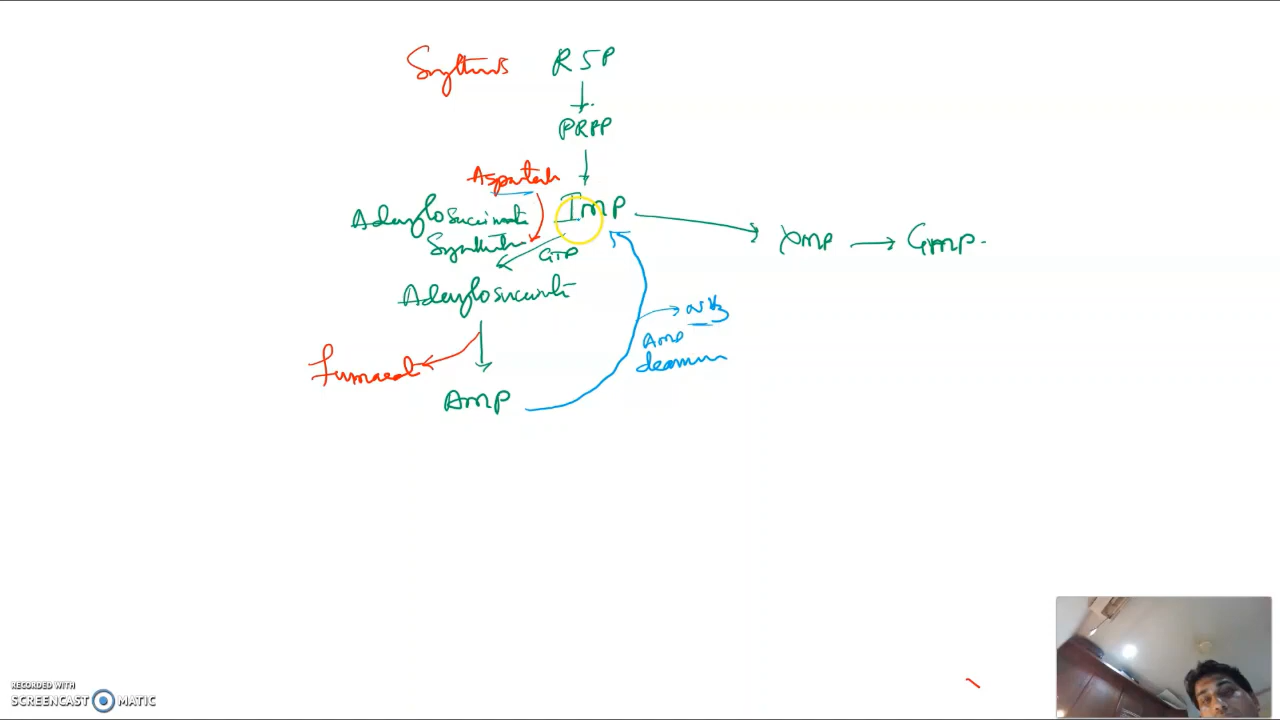 Synthesis R5P
PRPP
Aspartate
IMP
Adenylosuccinate
Synthetase
GTP
XMP
GMP.
Adenylosuccinate
NH3
AMP
deaminase
Fumarate
AMP
RECORDED WITH
SCREENCAST MATIC